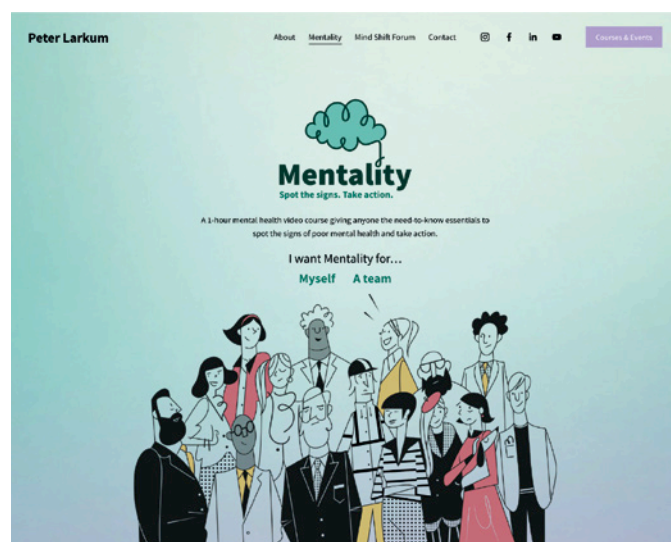 Peter Larkum
About Mentality Mind Shift Forum Contact Courses & Events
Mentality
Spot the signs. Take action.
A 1-hour mental health video course giving anyone the need-to-know essentials to
spot the signs of poor mental health and take action.
I want Mentality for...
Myself A team